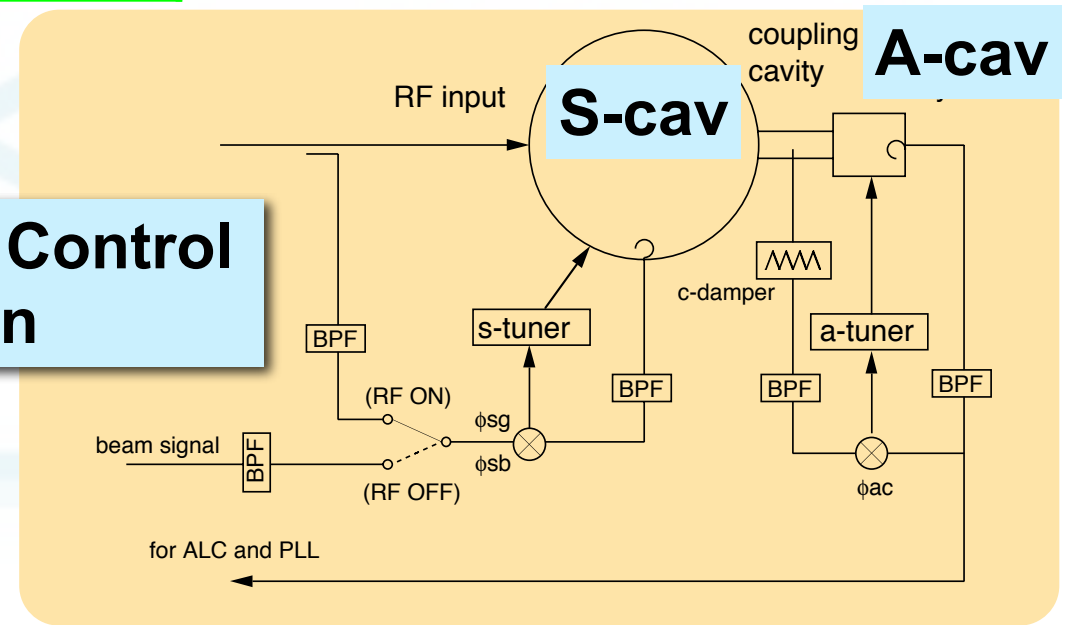 coupling
cavity
A-cav
RF input
S-cav
Control
n
c-damper
s-tuner
a-tuner
BPF
BPF
BPF
BPF
(RF ON)
φsg
beam signal
BPF
φsb
(RF OFF)
φac
for ALC and PLL